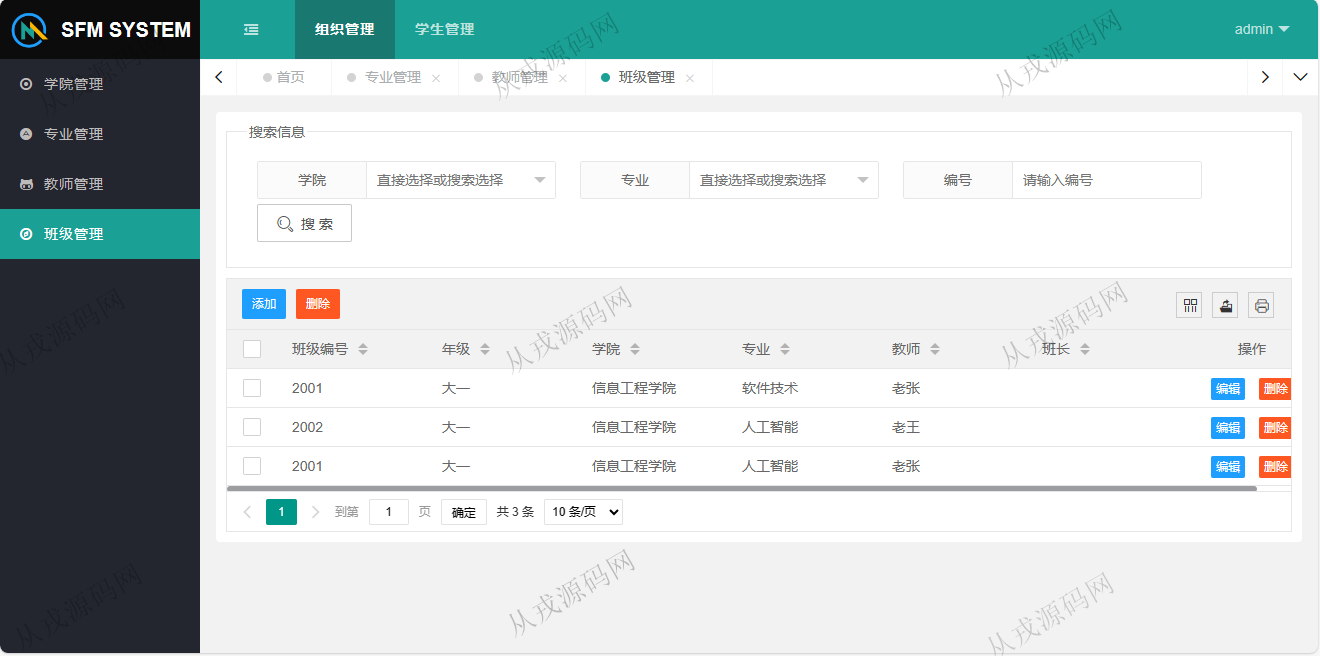 SFM SYSTEM
组织管理 学生管理 admin
学院管理
专业管理
教师管理
班级管理
首页 专业管理 教师管理 班级管理
搜索信息
学院 直接选择或搜索选择 专业 直接选择或搜索选择 编号 请输入编号
搜 索
添加 删除
班级编号 年级 学院 专业 教师 班长 操作
2001 大一 信息工程学院 软件技术 老张 编辑 删除
2002 大一 信息工程学院 人工智能 老王 编辑 删除
2001 大一 信息工程学院 人工智能 老张 编辑 删除
1 到第 1 页 确定 共 3 条 10 条/页
从戎源码网
从戎源码网
从戎源码网
从戎源码网
从戎源码网
从戎源码网
从戎源码网
从戎源码网
从戎源码网